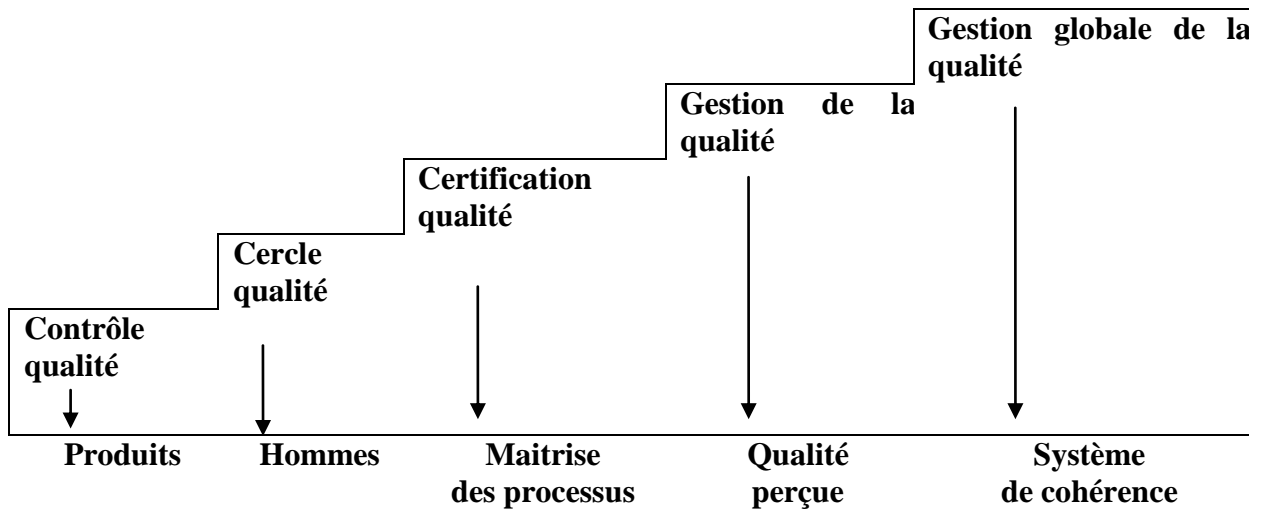 Gestion globale de la
qualité
Gestion de la
qualité
Certification
qualité
Cercle
qualité
Contrôle
qualité
Produits
Hommes
Maitrise
des processus
Qualité
perçue
Système
de cohérence